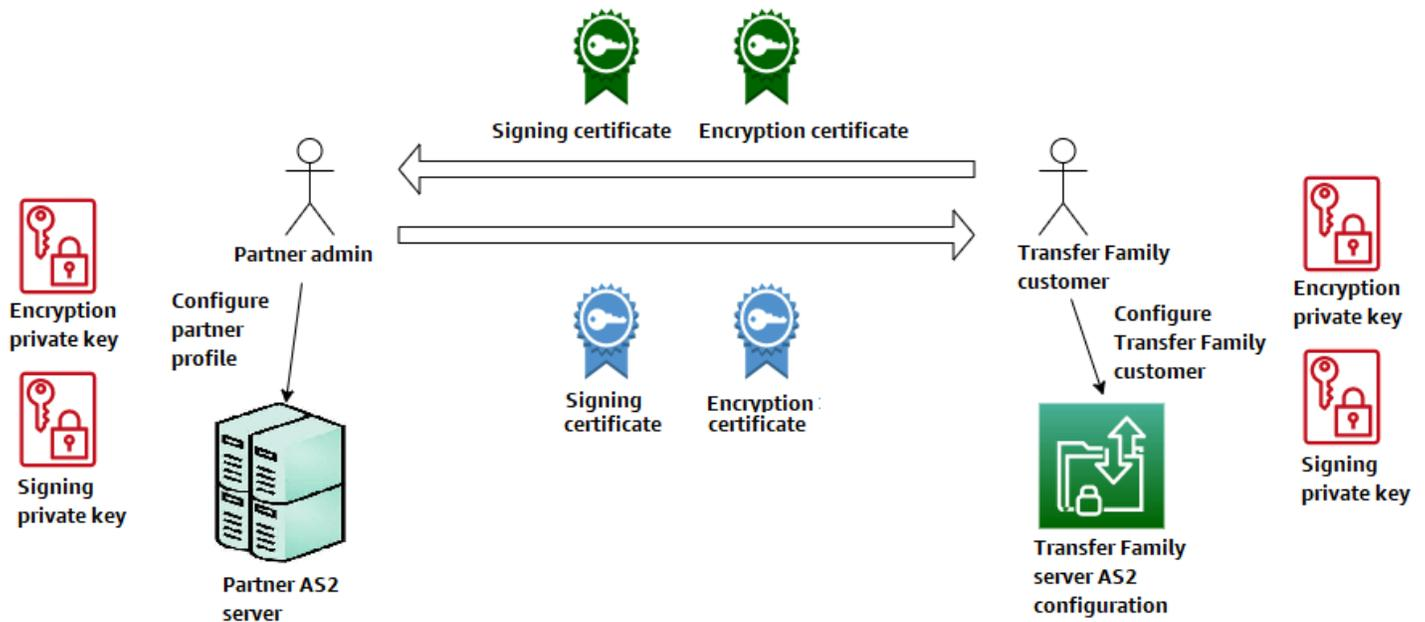 Signing certificate
Encryption certificate
Partner admin
Transfer Family
customer
Encryption
private key
Configure
partner
profile
Signing
private key
Signing
certificate
Encryption
certificate
Configure
Transfer Family
customer
Encryption
private key
Signing
private key
Partner AS2
server
Transfer Family
server AS2
configuration